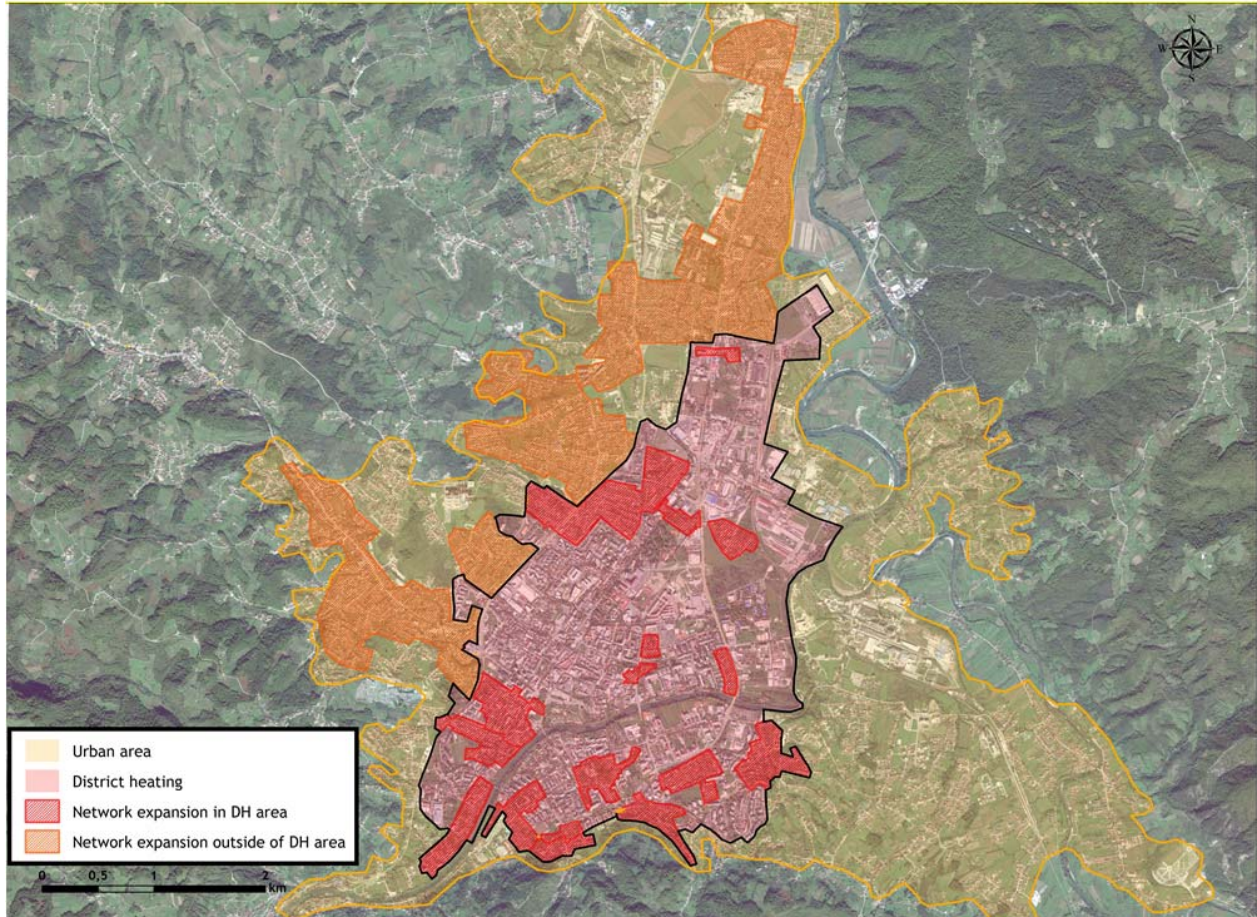 N
W E
S
Urban area
District heating
Network expansion in DH area
Network expansion outside of DH area
0 0,5 1 2
km